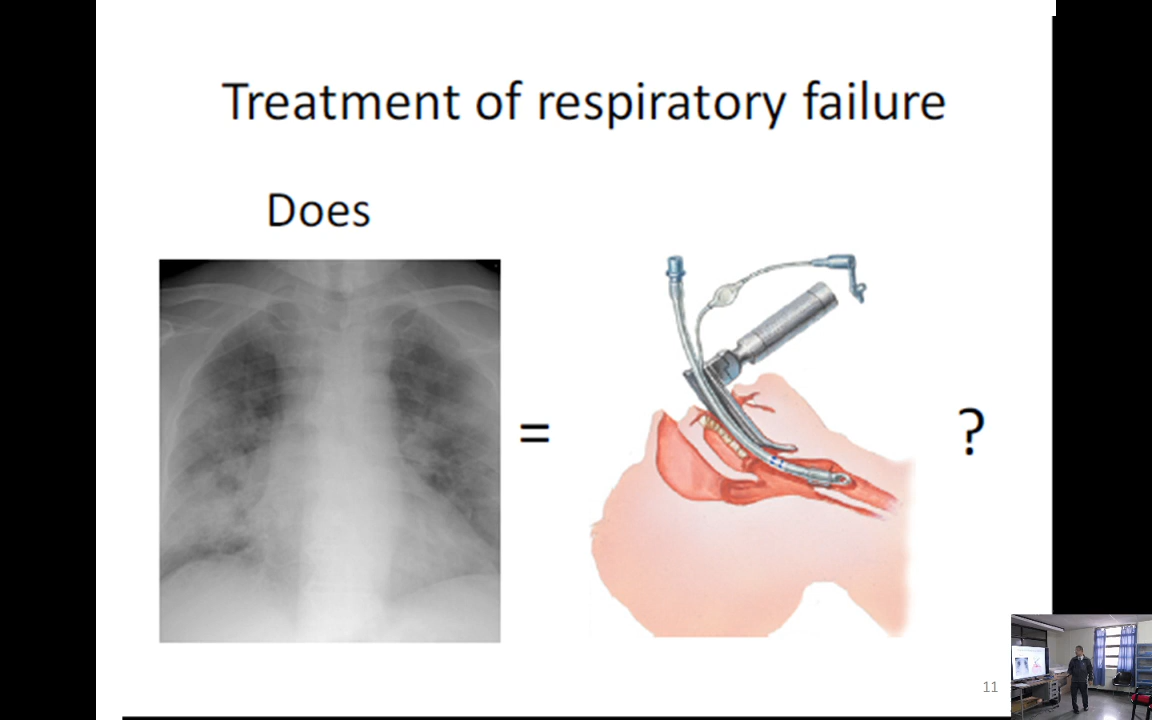 Treatment of respiratory failure
Does
=
?
11